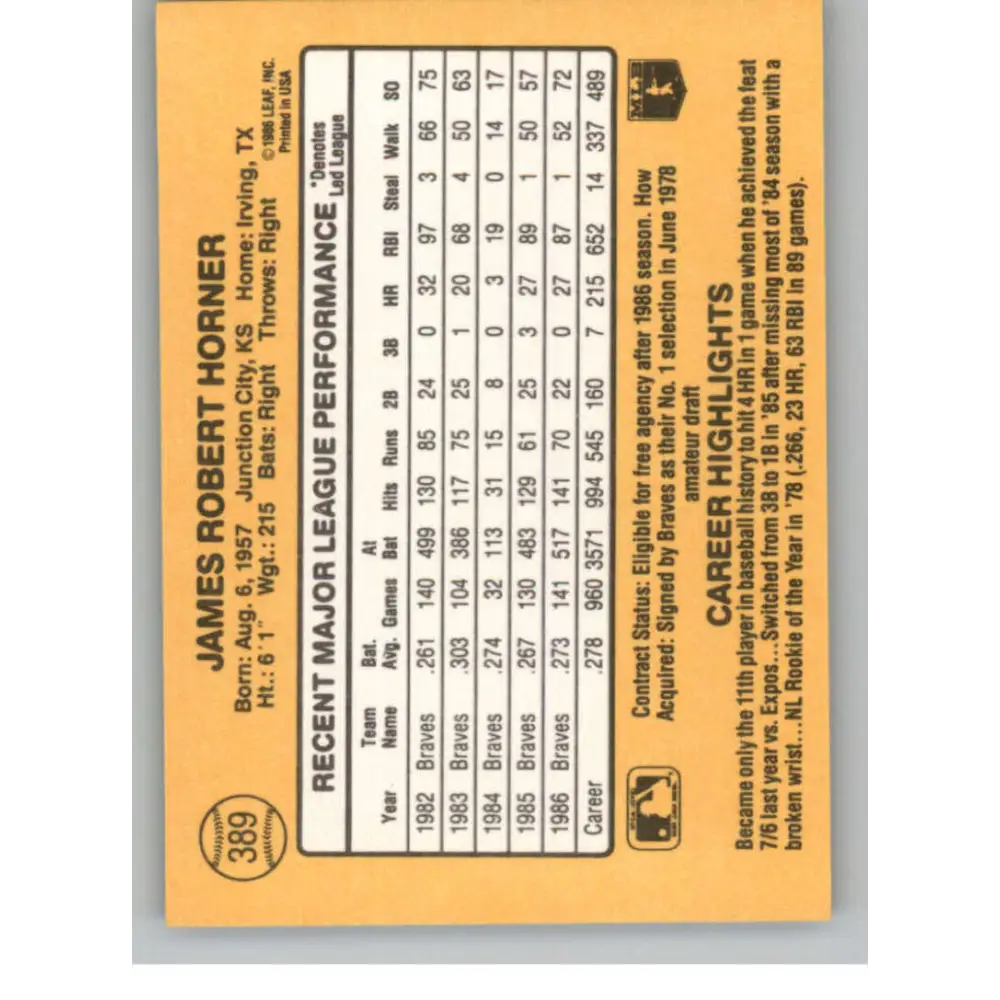 389
JAMES ROBERT HORNER
Born: Aug. 6, 1957 Junction City, KS Home: Irving, TX
Ht.: 6'1" Wgt.: 215 Bats: Right Throws: Right
©1986 LEAF, INC.
Printed in USA
RECENT MAJOR LEAGUE PERFORMANCE *Denotes Led League
Year Team Name Bat. Avg. Games At Bat Hits Runs 2B 3B HR RBI Steal Walk SO
1982 Braves .261 140 499 130 85 24 0 32 97 3 66 75
1983 Braves .303 104 386 117 75 25 1 20 68 4 50 63
1984 Braves .274 32 113 31 15 8 0 3 19 0 14 17
1985 Braves .267 130 483 129 61 25 3 27 89 1 50 57
1986 Braves .273 141 517 141 70 22 0 27 87 1 52 72
Career .278 960 3571 994 545 160 7 215 652 14 337 489
Contract Status: Eligible for free agency after 1986 season. How
Acquired: Signed by Braves as their No. 1 selection in June 1978
amateur draft
MLB
CAREER HIGHLIGHTS
Became only the 11th player in baseball history to hit 4 HR in 1 game when he achieved the feat
7/6 last year vs. Expos...Switched from 3B to 1B in '85 after missing most of '84 season with a
broken wrist...NL Rookie of the Year in '78 (.266, 23 HR, 63 RBI in 89 games).